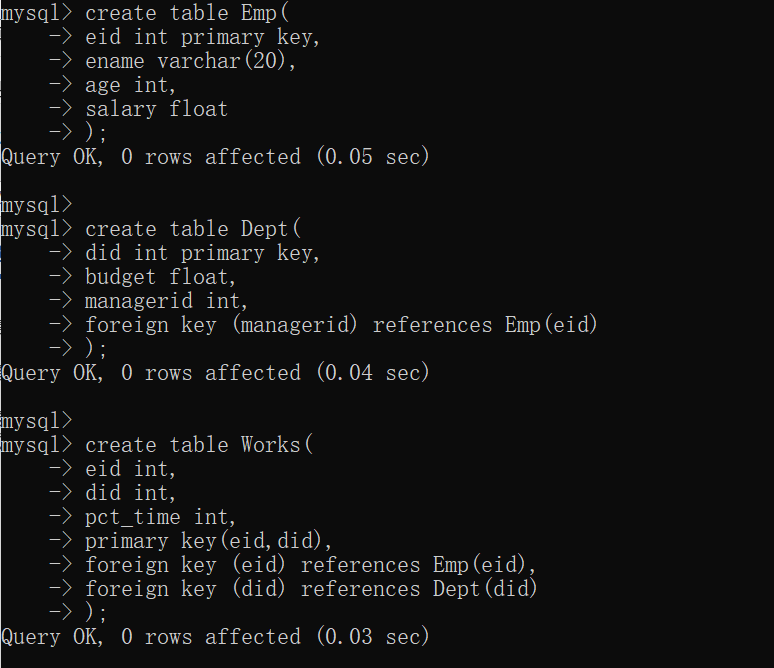 mysql> create table Emp(
    -> eid int primary key,
    -> ename varchar(20),
    -> age int,
    -> salary float
    -> );
Query OK, 0 rows affected (0.05 sec)
mysql>
mysql> create table Dept(
    -> did int primary key,
    -> budget float,
    -> managerid int,
    -> foreign key (managerid) references Emp(eid)
    -> );
Query OK, 0 rows affected (0.04 sec)
mysql>
mysql> create table Works(
    -> eid int,
    -> did int,
    -> pct_time int,
    -> primary key(eid,did),
    -> foreign key (eid) references Emp(eid),
    -> foreign key (did) references Dept(did)
    -> );
Query OK, 0 rows affected (0.03 sec)